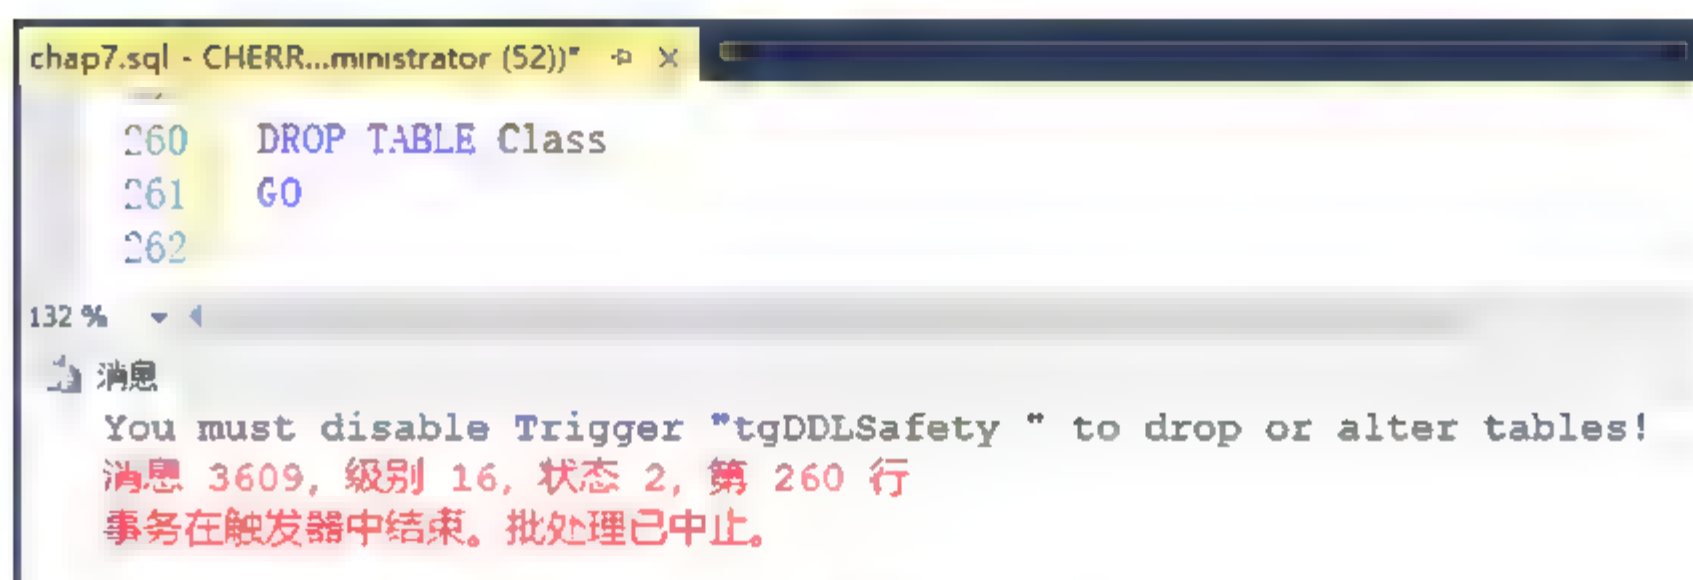 chap7.sql - CHERR...ministrator (52))*
260 DROP TABLE Class
261 GO
262
132 %
消息
You must disable Trigger "tgDDLSafety " to drop or alter tables!
消息 3609, 级别 16, 状态 2, 第 260 行
事务在触发器中结束。批处理已中止。